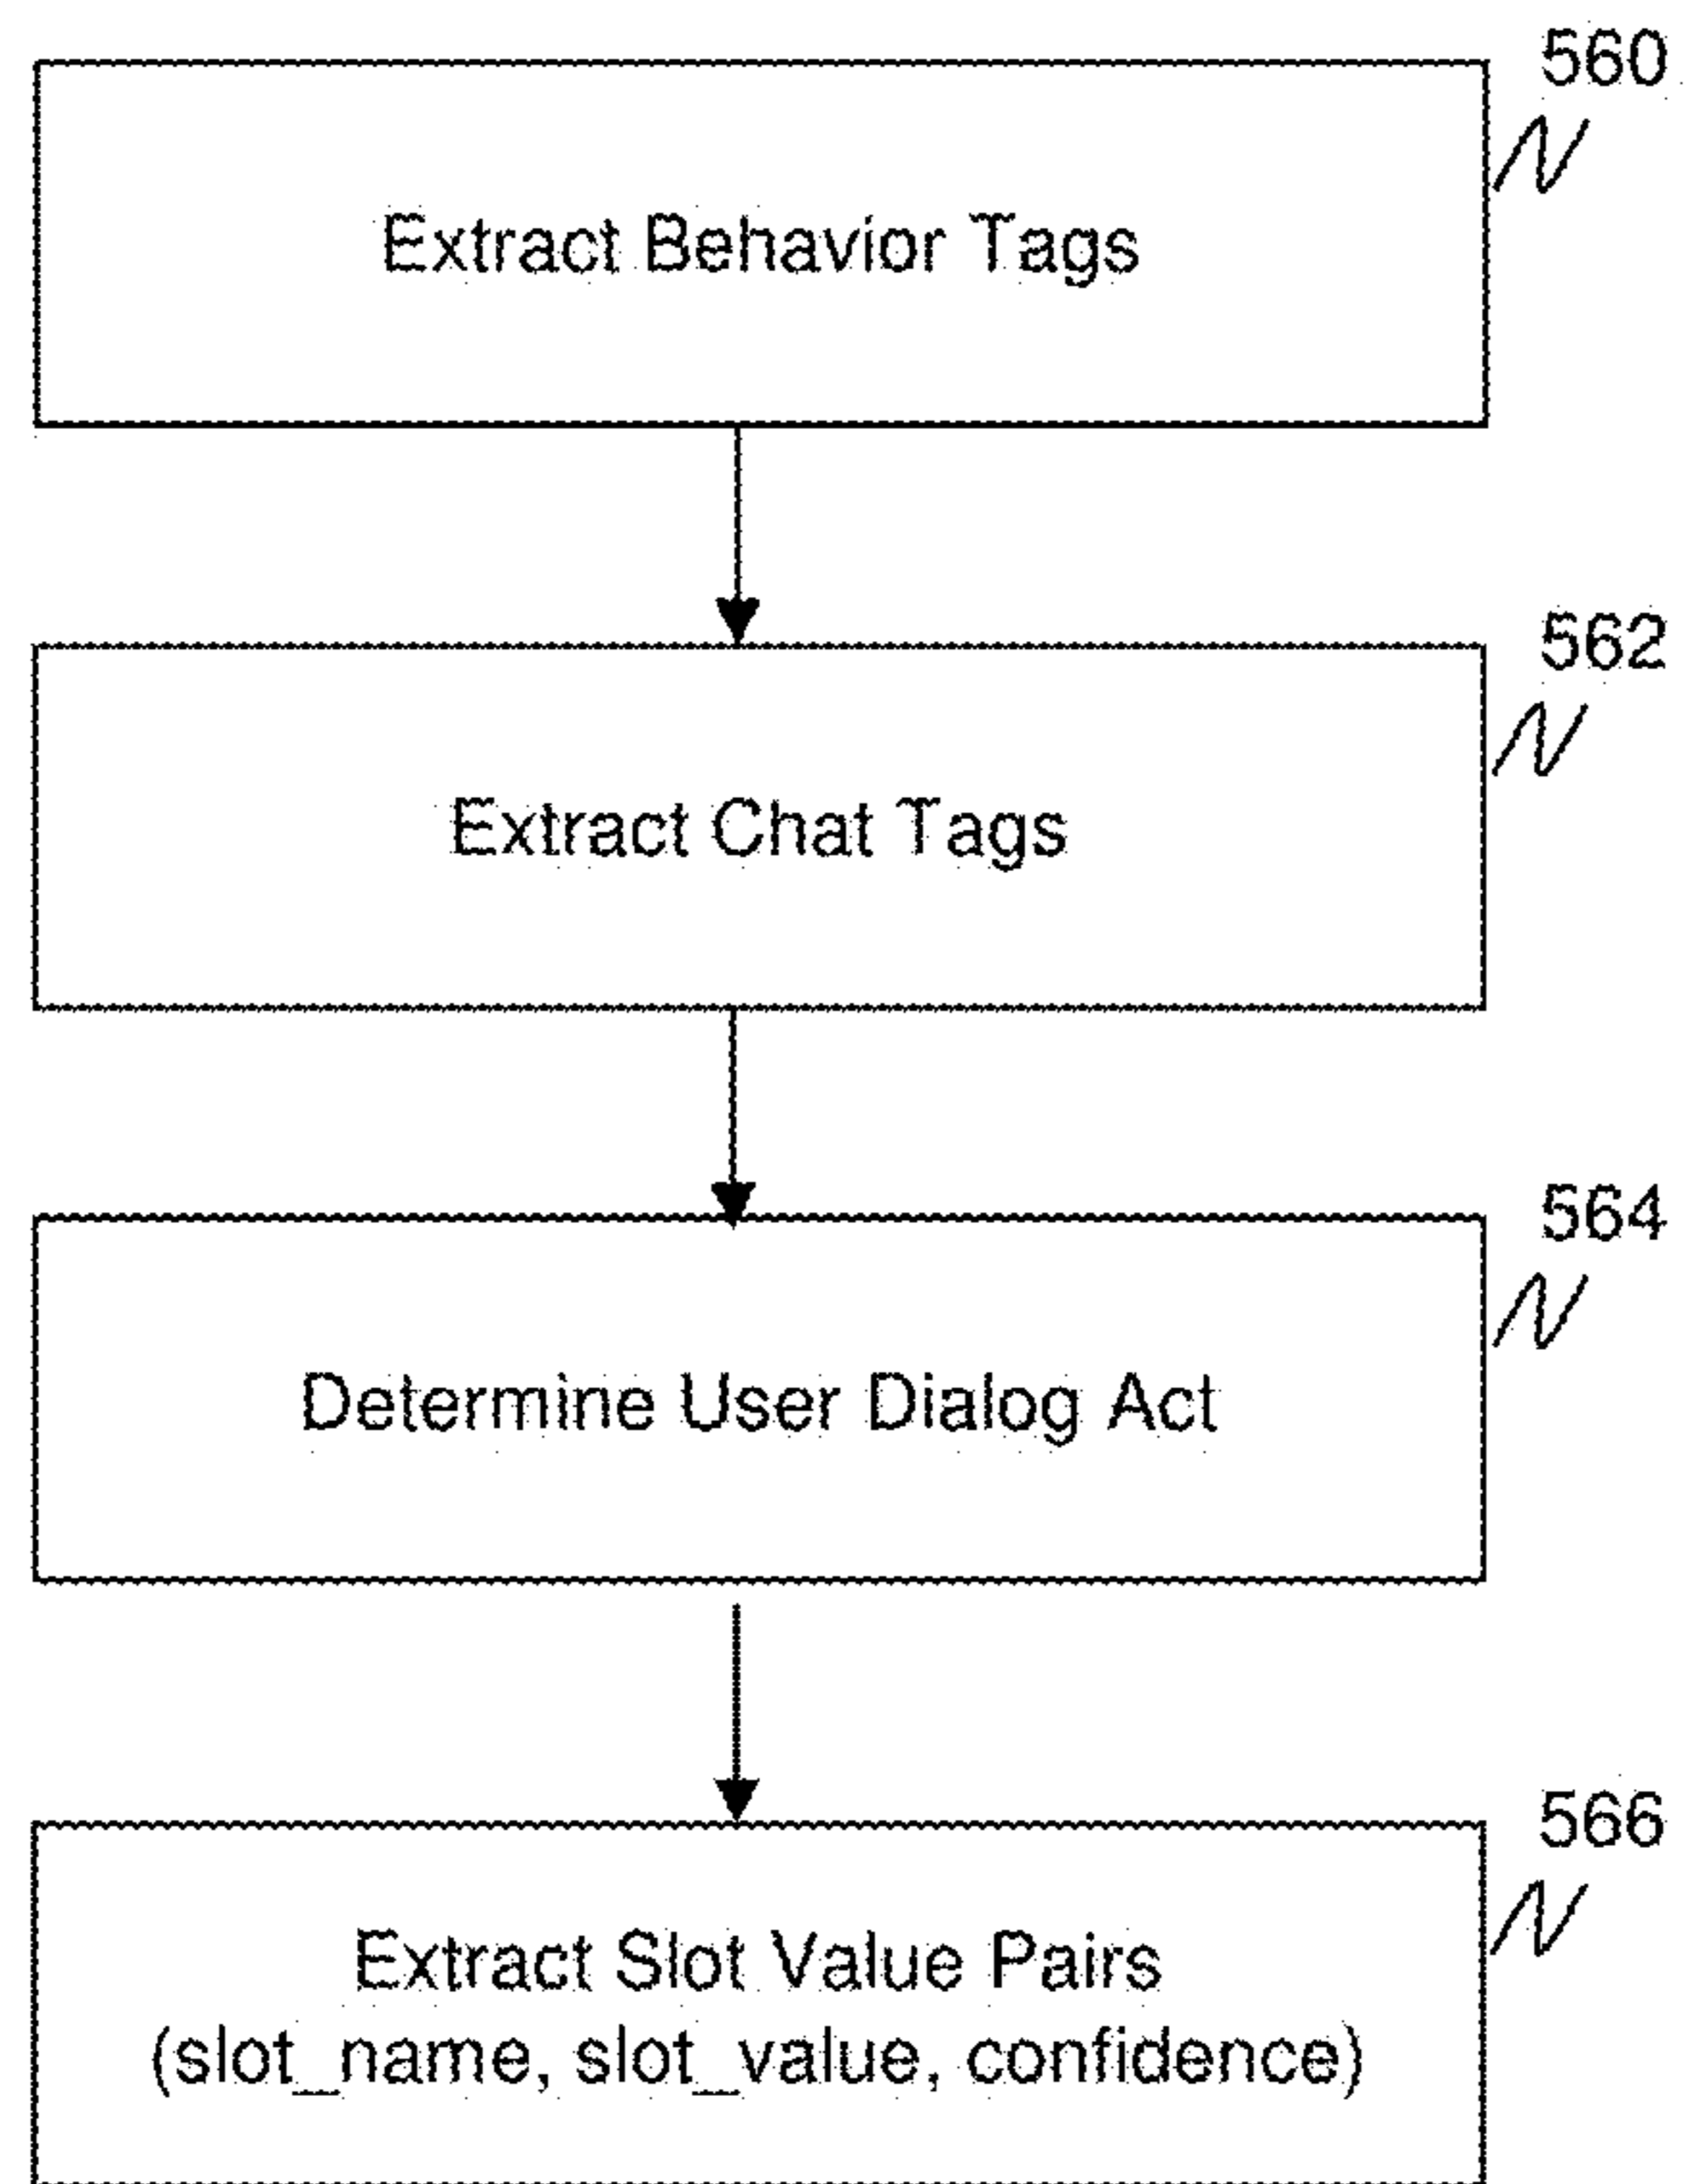 560
Extract Behavior Tags
562
Extract Chat Tags
564
Determine User Dialog Act
566
Extract Slot Value Pairs
(slot_name, slot_value, confidence)